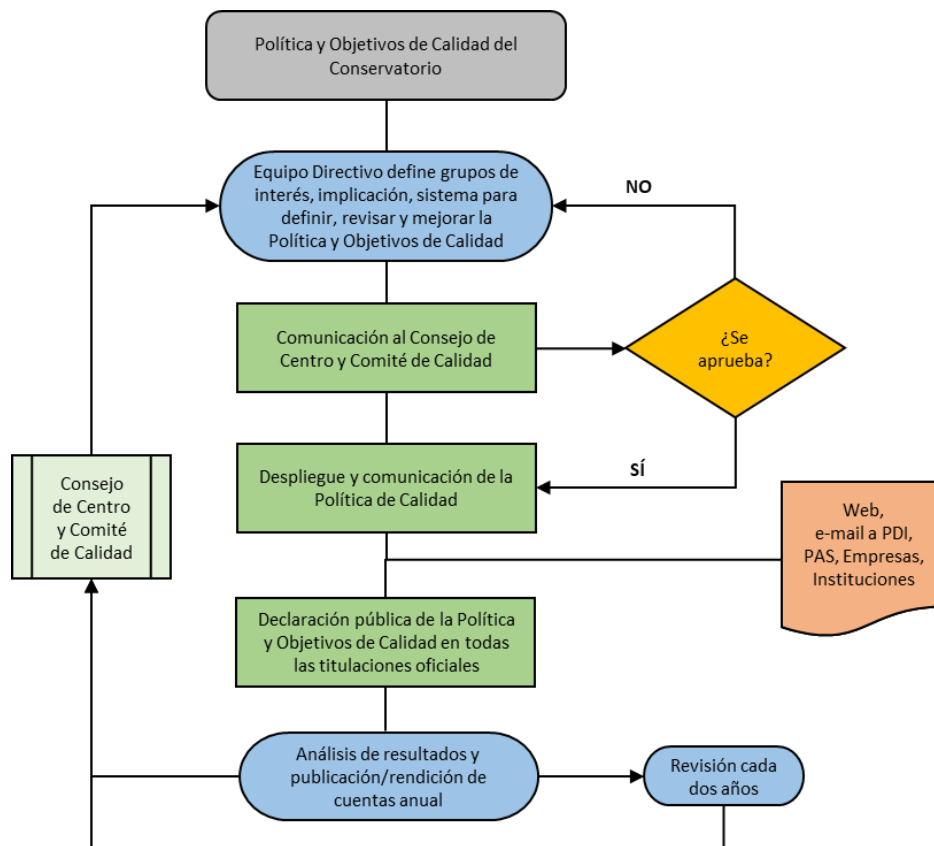 Política y Objetivos de Calidad del
Conservatorio
Equipo Directivo define grupos de
interés, implicación, sistema para
definir, revisar y mejorar la
Política y Objetivos de Calidad
NO
Comunicación al Consejo de
Centro y Comité de Calidad
¿Se
aprueba?
Despliegue y comunicación de la
Política de Calidad
SÍ
Consejo
de Centro
y Comité
de Calidad
Web,
e-mail a PDI,
PAS, Empresas,
Instituciones
Declaración pública de la Política
y Objetivos de Calidad en todas
las titulaciones oficiales
Análisis de resultados y
publicación/rendición de
cuentas anual
Revisión cada
dos años